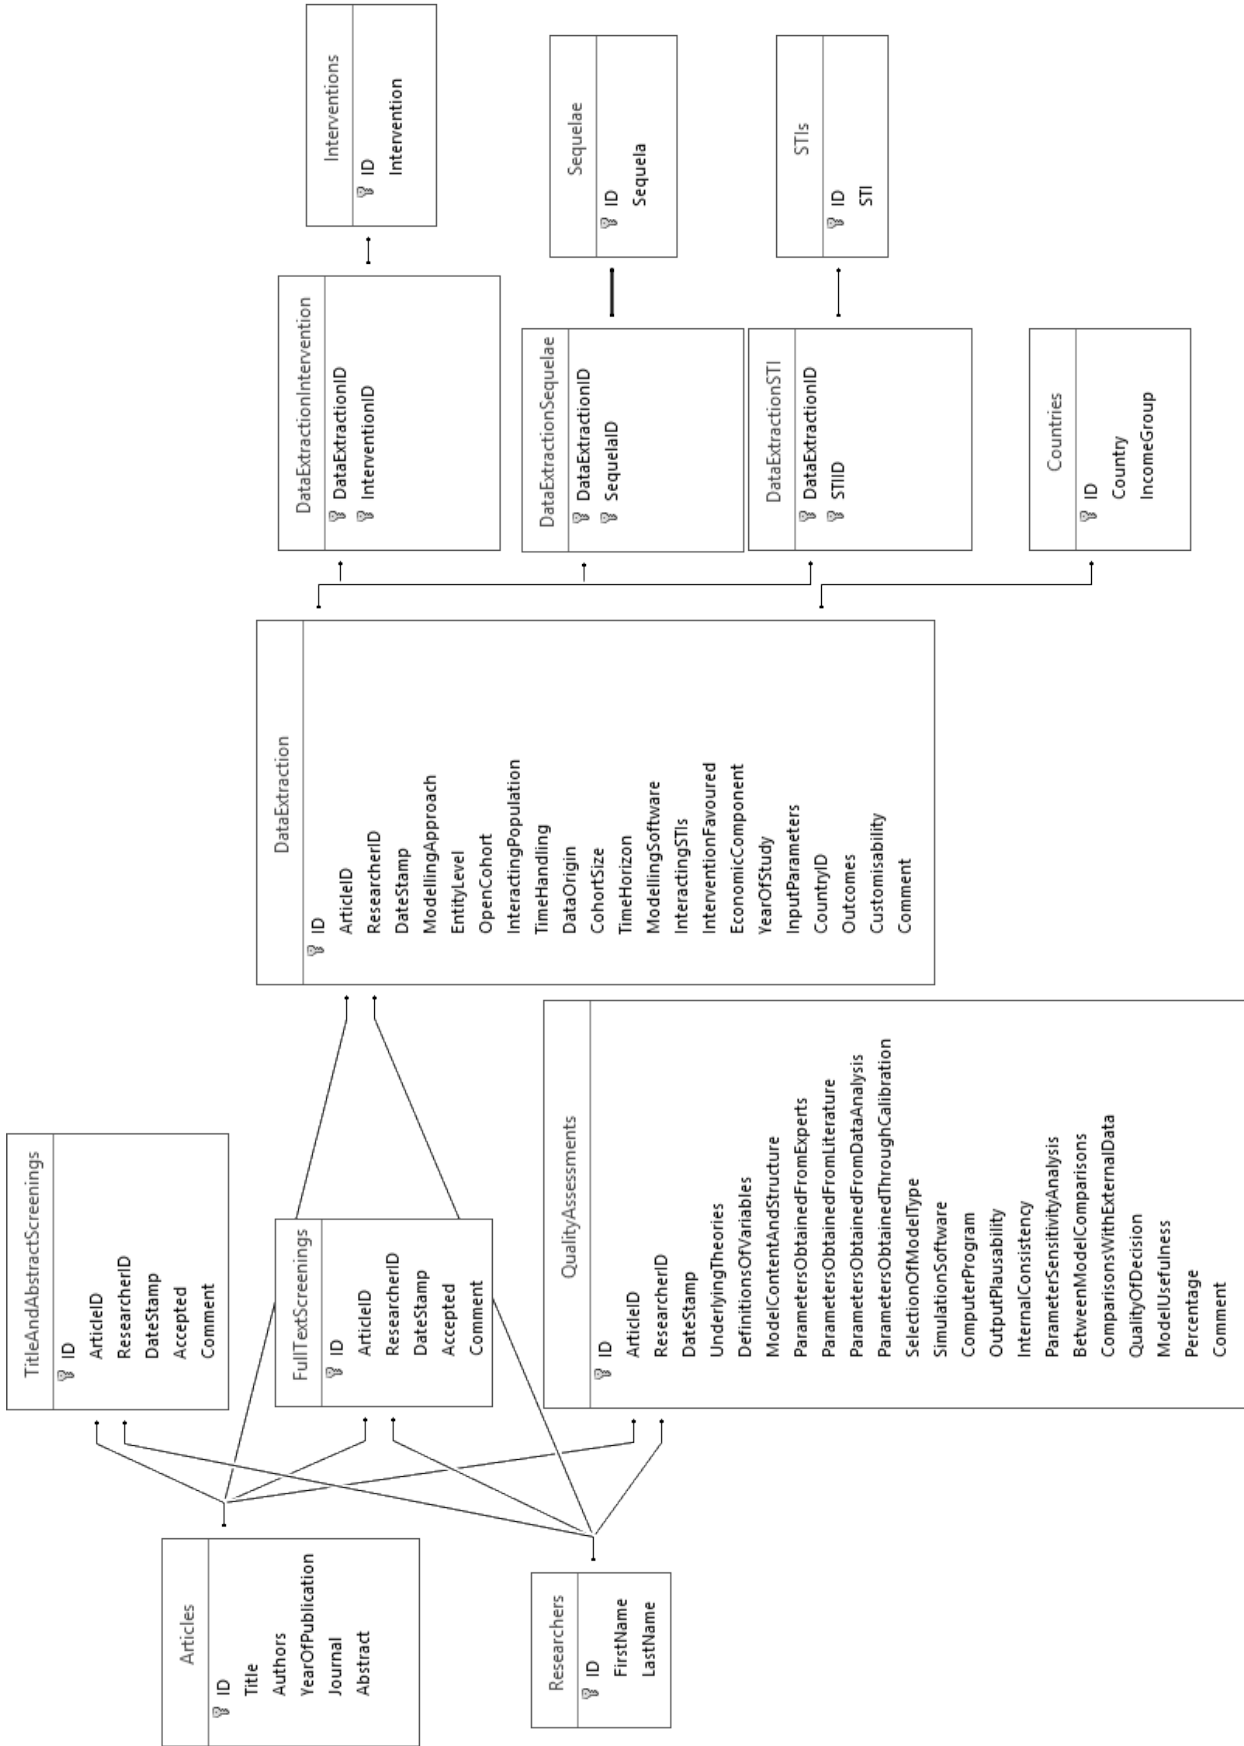 Articles
ID
Title
Authors
YearOfPublication
Journal
Abstract
Researchers
ID
FirstName
LastName
TitleAndAbstractScreenings
ID
ArticleID
ResearcherID
DateStamp
Accepted
Comment
FullTextScreenings
ID
ArticleID
ResearcherID
DateStamp
Accepted
Comment
QualityAssessments
ID
ArticleID
ResearcherID
DateStamp
UnderlyingTheories
DefinitionsOfVariables
ModelContentAndStructure
ParametersObtainedFromExperts
ParametersObtainedFromLiterature
ParametersObtainedFromDataAnalysis
ParametersObtainedThroughCalibration
SelectionOfModelType
SimulationSoftware
ComputerProgram
OutputPlausability
InternalConsistency
ParameterSensitivityAnalysis
BetweenModelComparisons
ComparisonsWithExternalData
QualityOfDecision
ModelUsefulness
Percentage
Comment
DataExtraction
ID
ArticleID
ResearcherID
DateStamp
ModellingApproach
EntityLevel
OpenCohort
InteractingPopulation
TimeHandling
DataOrigin
CohortSize
TimeHorizon
ModellingSoftware
InteractingSTIs
InterventionFavoured
EconomicComponent
YearOfStudy
InputParameters
CountryID
Outcomes
Customisability
Comment
DataExtractionIntervention
DataExtractionID
InterventionID
DataExtractionSequelae
DataExtractionID
SequelaID
DataExtractionSTI
DataExtractionID
STIID
Countries
ID
Country
IncomeGroup
Interventions
ID
Intervention
Sequelae
ID
Sequela
STIs
ID
STI